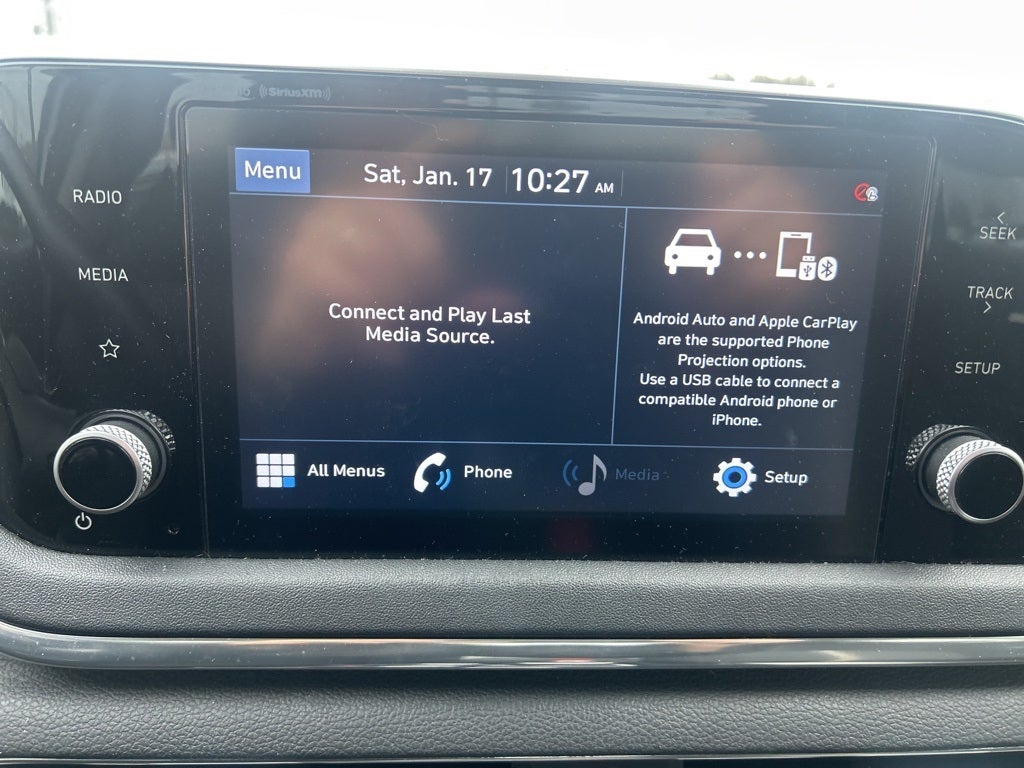 ((SiriusXM))
RADIO
MEDIA
Menu
Sat, Jan. 17 10:27 AM
Connect and Play Last
Media Source.
Android Auto and Apple CarPlay
are the supported Phone
Projection options.
Use a USB cable to connect a
compatible Android phone or
iPhone.
All Menus
Phone
Media
Setup
< SEEK
TRACK >
SETUP